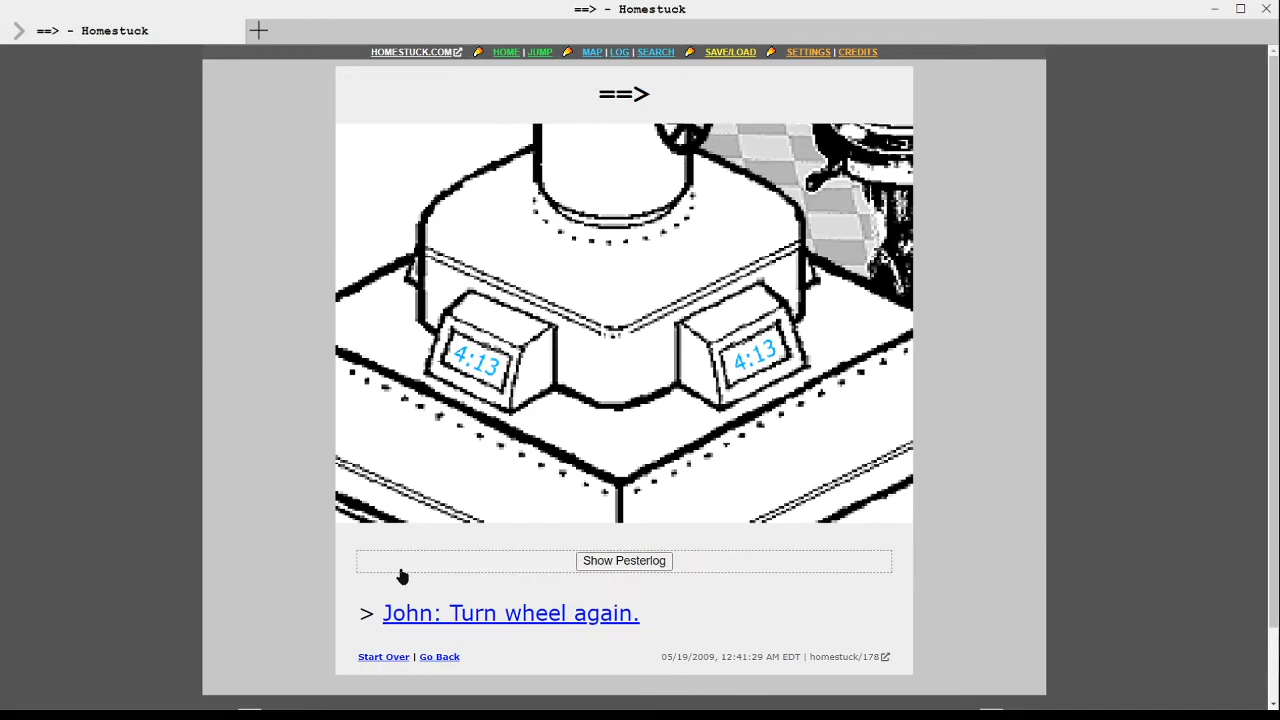 ==> - Homestuck
==> - Homestuck
HOMESTUCK.COM HOME | JUMP MAP | LOG | SEARCH SAVE/LOAD SETTINGS | CREDITS
==>
4:13 4:13
Show Pesterlog
> John: Turn wheel again.
Start Over | Go Back 05/19/2009, 12:41:29 AM EDT | homestuck/178